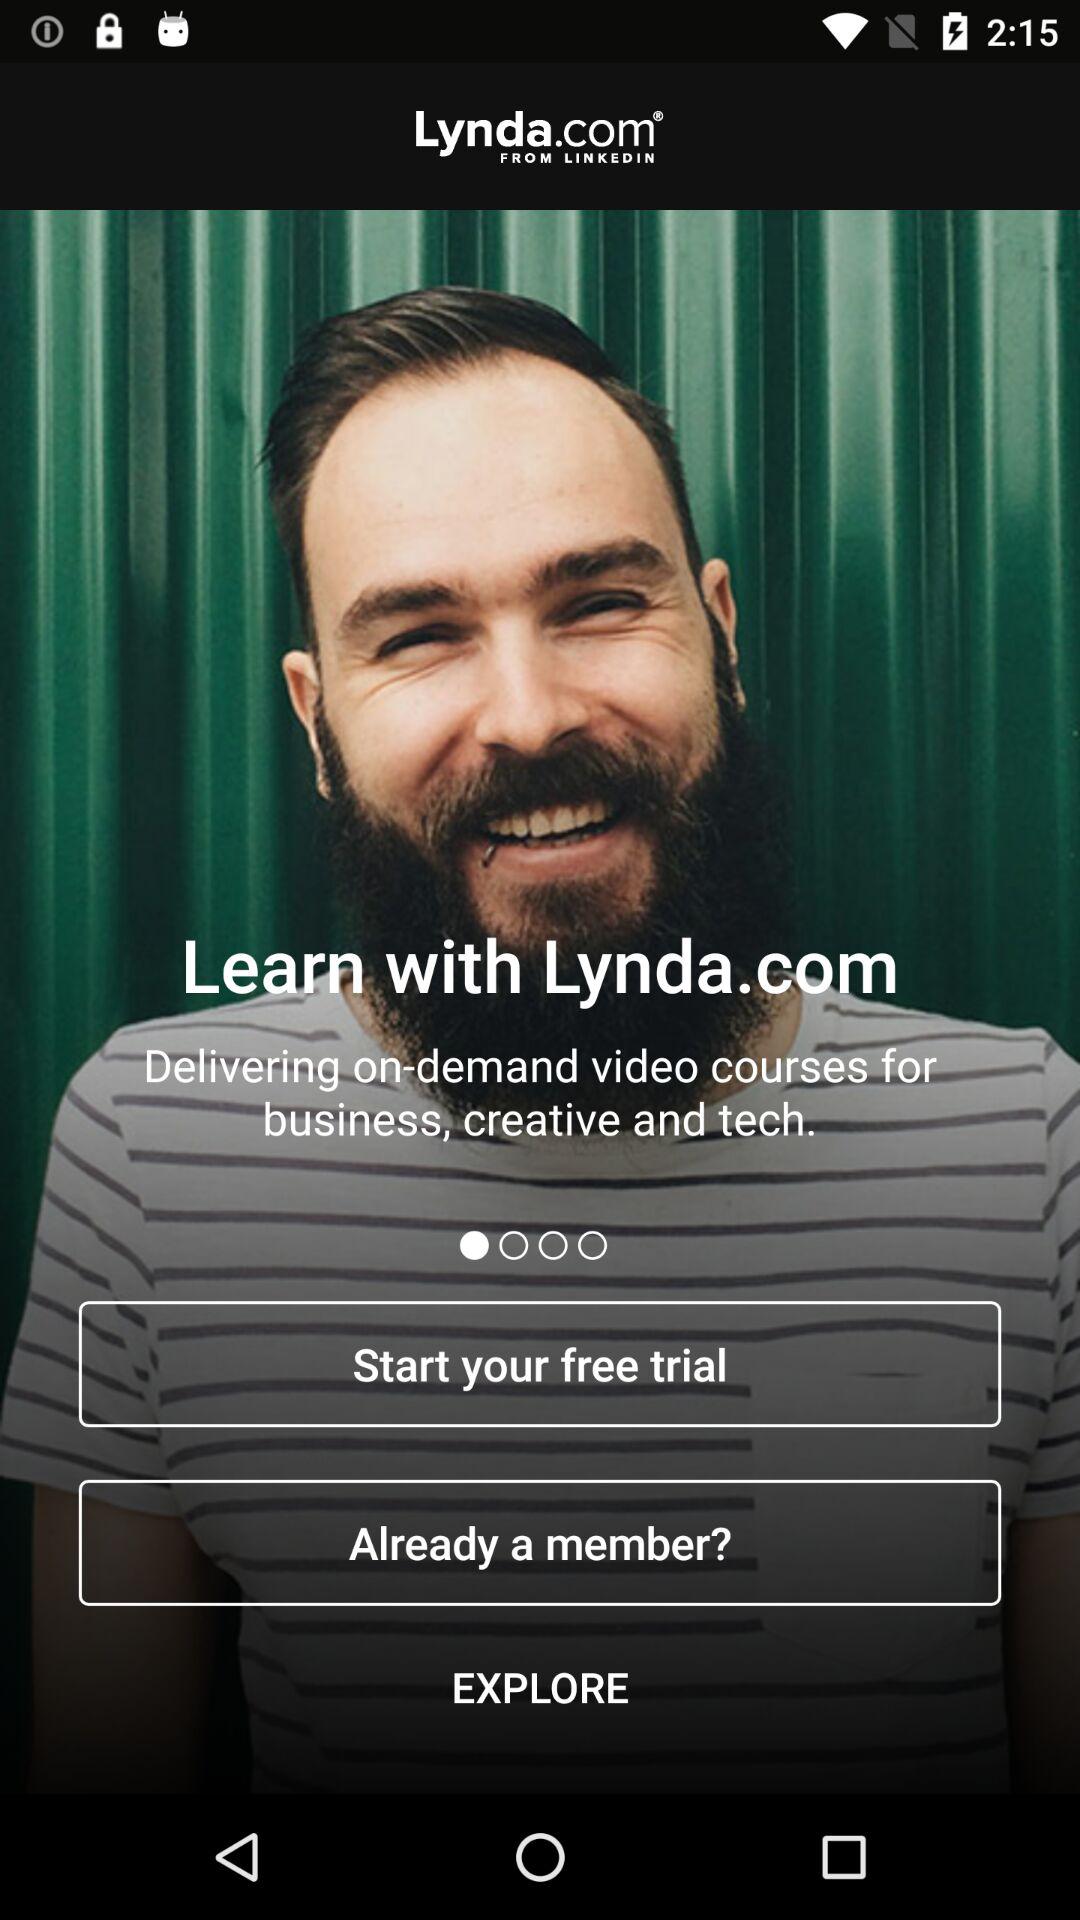 2:15
Lynda.com®
FROM LINKEDIN
Learn with Lynda.com
Delivering on-demand video courses for
business, creative and tech.
Start your free trial
Already a member?
EXPLORE